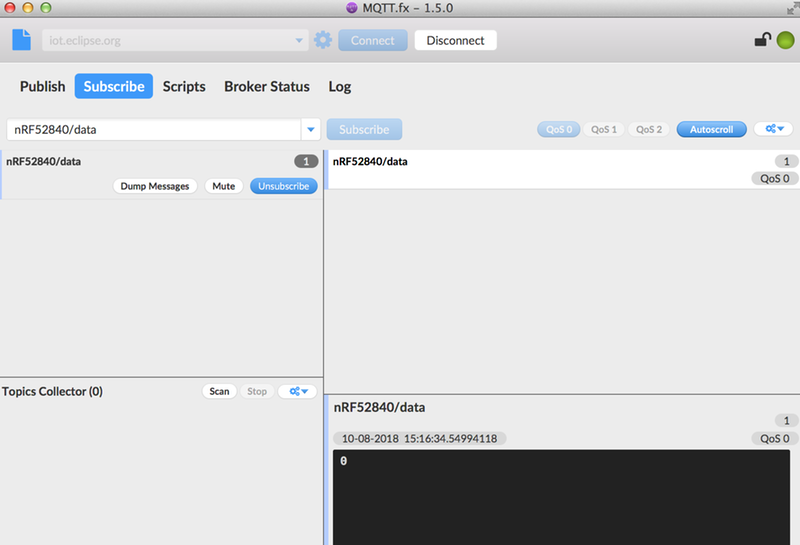 MQTT.fx - 1.5.0
iot.eclipse.org Connect Disconnect
Publish Subscribe Scripts Broker Status Log
nRF52840/data Subscribe QoS 0 QoS 1 QoS 2 Autoscroll
nRF52840/data 1
Dump Messages Mute Unsubscribe
nRF52840/data 1
QoS 0
Topics Collector (0) Scan Stop
nRF52840/data
1
10-08-2018 15:16:34.54994118 QoS 0
0